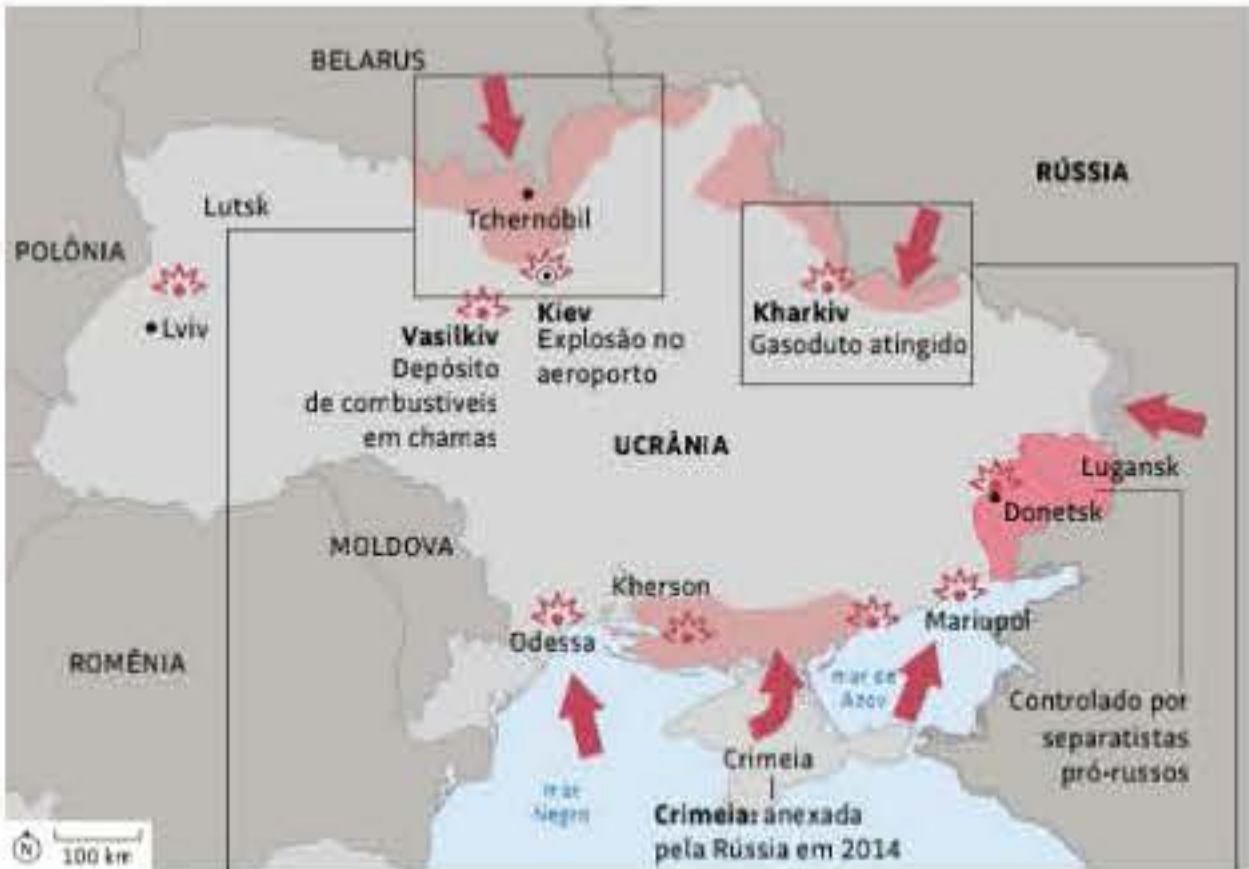 BELARUS
RÚSSIA
Lutsk
Tchernóbil
POLÔNIA
Lviv
Vasilkiv
Depósito
de combustíveis
em chamas
Kiev
Explosão no
aeroporto
Kharkiv
Gasoduto atingido
UCRÂNIA
Lugansk
Donetsk
MOLDOVA
Kherson
Odessa
Mariupol
ROMÊNIA
mar de
Azov
Controlado por
separatistas
pró-russos
Crimeia
mar
Negro
Crimeia: anexada
pela Rússia em 2014
N
100 km